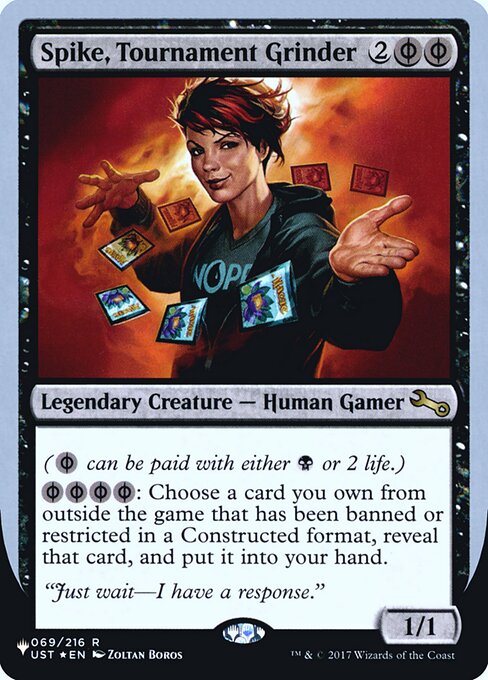 Spike, Tournament Grinder 2
NOPE
Legendary Creature — Human Gamer
( can be paid with either or 2 life.)
: Choose a card you own from
outside the game that has been banned or
restricted in a Constructed format, reveal
that card, and put it into your hand.
“Just wait—I have a response.”
1/1
069/216 R
UST ★ EN Zoltan Boros
™ & © 2017 Wizards of the Coast